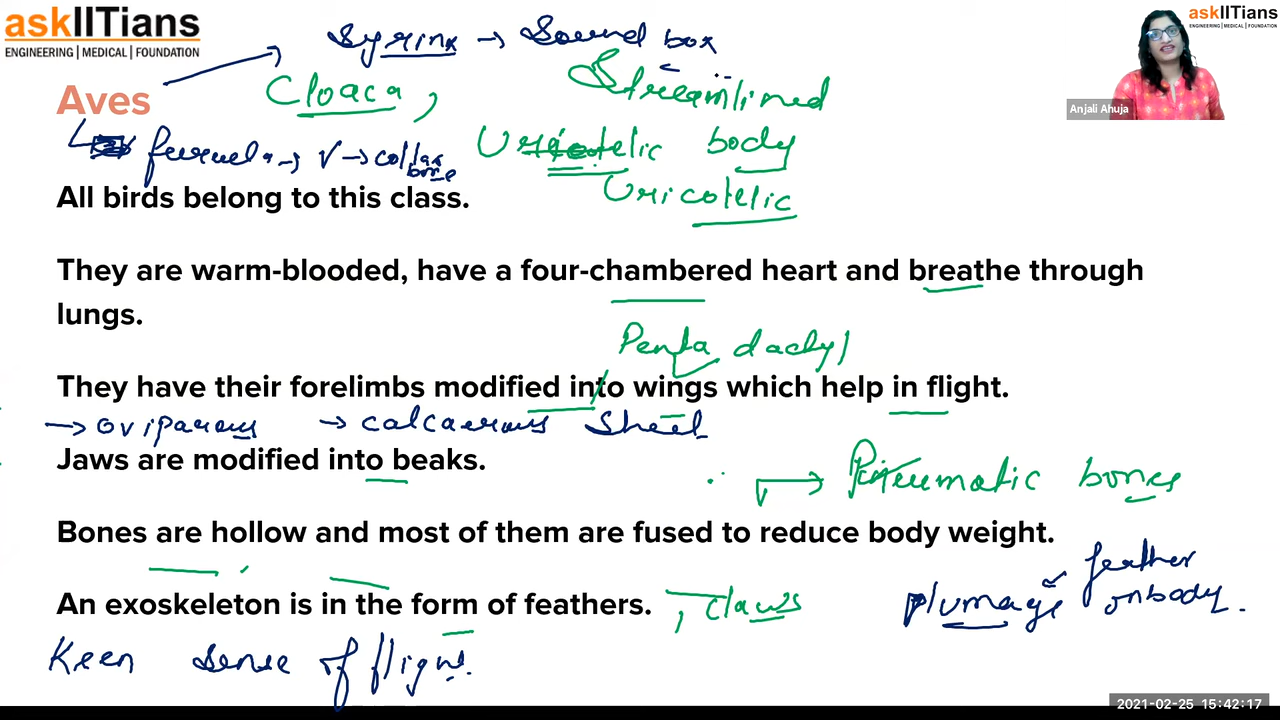 askIITians
ENGINEERING | MEDICAL | FOUNDATION
Syrinx → Sound box
askIITians
ENGINEERING | MEDICAL | FOUNDATION
Anjali Ahuja
Aves
Cloaca,
Streamlined
body
→ V → collar
bone
Uricotelic
All birds belong to this class.
They are warm-blooded, have a four-chambered heart and breathe through
lungs.
Penta dactyl
They have their forelimbs modified into wings which help in flight.
→ oviparous → calcareous Shell
Jaws are modified into beaks.
→ Pneumatic bones
Bones are hollow and most of them are fused to reduce body weight.
An exoskeleton is in the form of feathers.
, claws
plumage
feather
on body.
Keen sense of flight.
2021-02-25 15:42:17